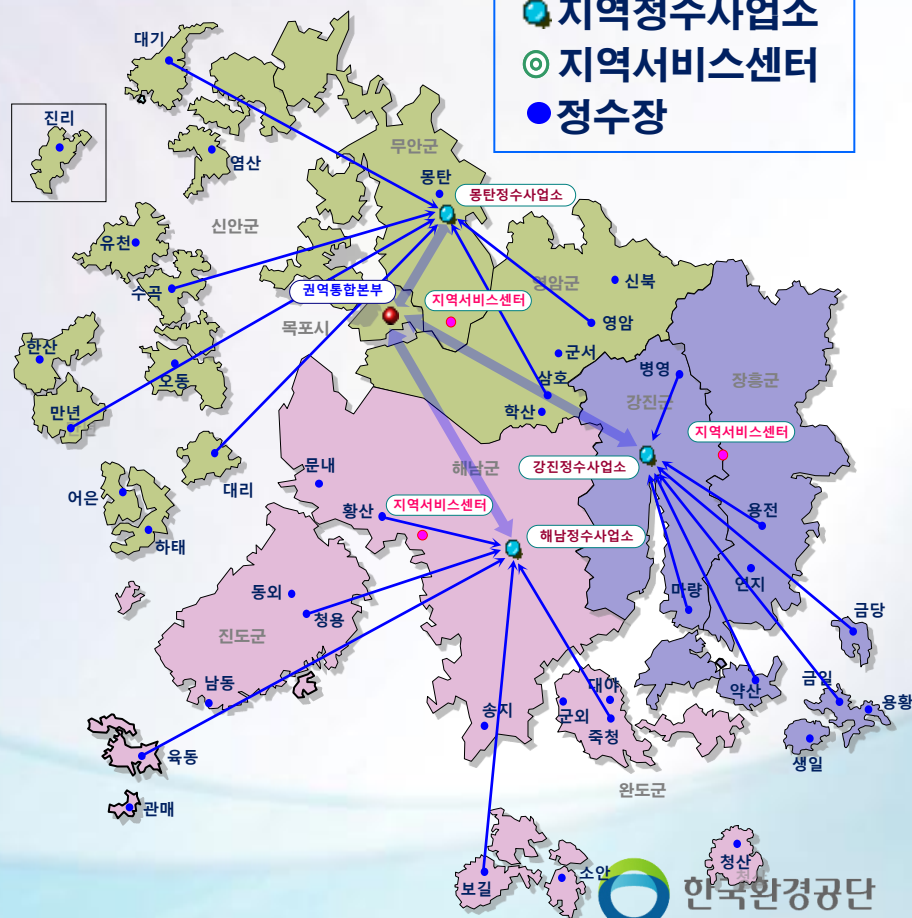 지역정수사업소
지역서비스센터
정수장
대기
진리
염산
무안군
몽탄
몽탄정수사업소
신안군
유천
수곡
권역통합본부
지역서비스센터
영암군
신북
목포시
영암
한산
오동
군서
삼호
병영
장흥군
만년
학산
강진군
지역서비스센터
대리
문내
해남군
강진정수사업소
어은
황산
지역서비스센터
용전
하태
해남정수사업소
연지
동외
청용
마량
금당
진도군
남동
대야
약산
금일
용황
송지
군외
죽청
육동
생일
관매
완도군
보길
소안
청산
한국환경공단